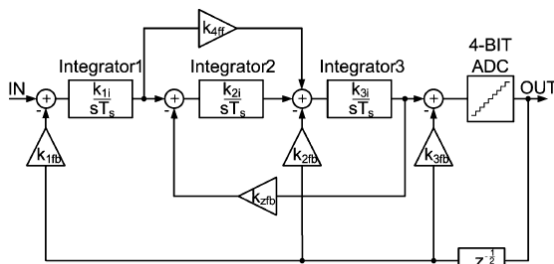 k4ff
4-BIT
ADC
Integrator1
Integrator2
Integrator3
IN
k1i
sTs
k2i
sTs
k3i
sTs
OUT
-
-
-
-
k1fb
k2fb
k3fb
kzfb
z^-1/2